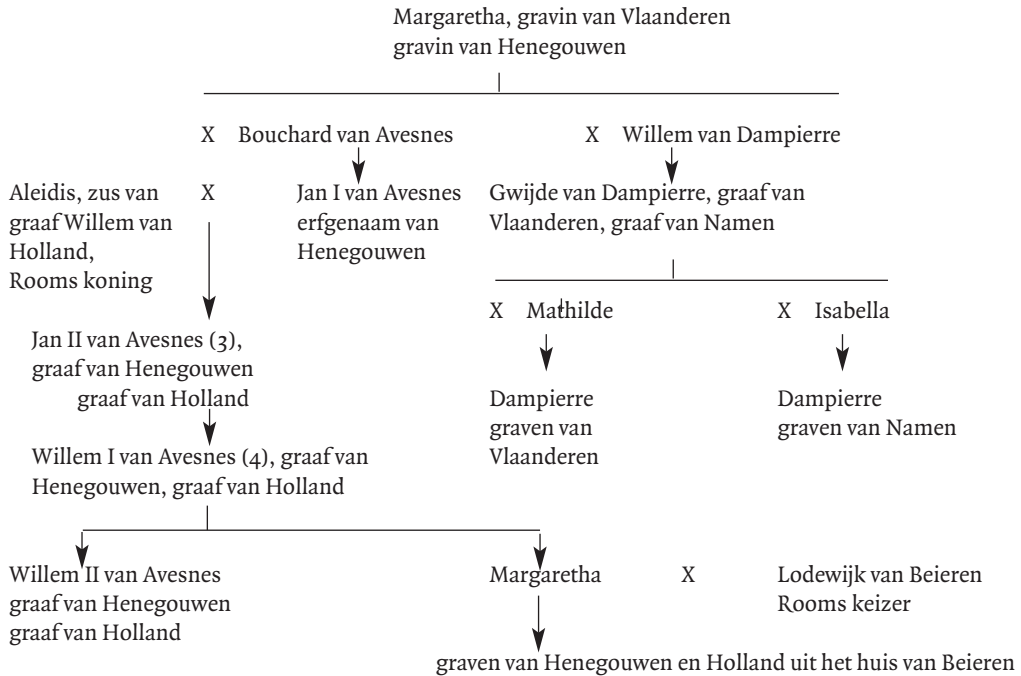 Margaretha, gravin van Vlaanderen
gravin van Henegouwen
X Bouchard van Avesnes
X Willem van Dampierre
Aleidis, zus van
graaf Willem van
Holland,
Rooms koning
X
Jan I van Avesnes
erfgenaam van
Henegouwen
Gwijde van Dampierre, graaf van
Vlaanderen, graaf van Namen
X Mathilde
X Isabella
Jan II van Avesnes (3),
graaf van Henegouwen
graaf van Holland
Dampierre
graven van
Vlaanderen
Dampierre
graven van Namen
Willem I van Avesnes (4), graaf van
Henegouwen, graaf van Holland
Willem II van Avesnes
graaf van Henegouwen
graaf van Holland
Margaretha
X
Lodewijk van Beieren
Rooms keizer
graven van Henegouwen en Holland uit het huis van Beieren